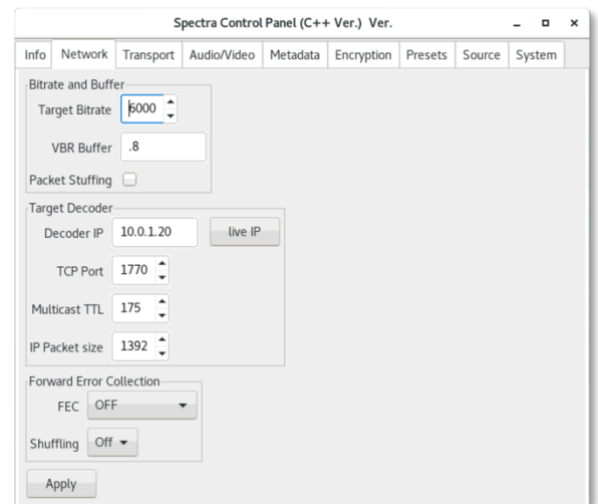 Spectra Control Panel (C++ Ver.) Ver.
Info Network Transport Audio/Video Metadata Encryption Presets Source System
Bitrate and Buffer
Target Bitrate 6000
VBR Buffer .8
Packet Stuffing
Target Decoder
Decoder IP 10.0.1.20 live IP
TCP Port 1770
Multicast TTL 175
IP Packet size 1392
Forward Error Collection
FEC OFF
Shuffling Off
Apply